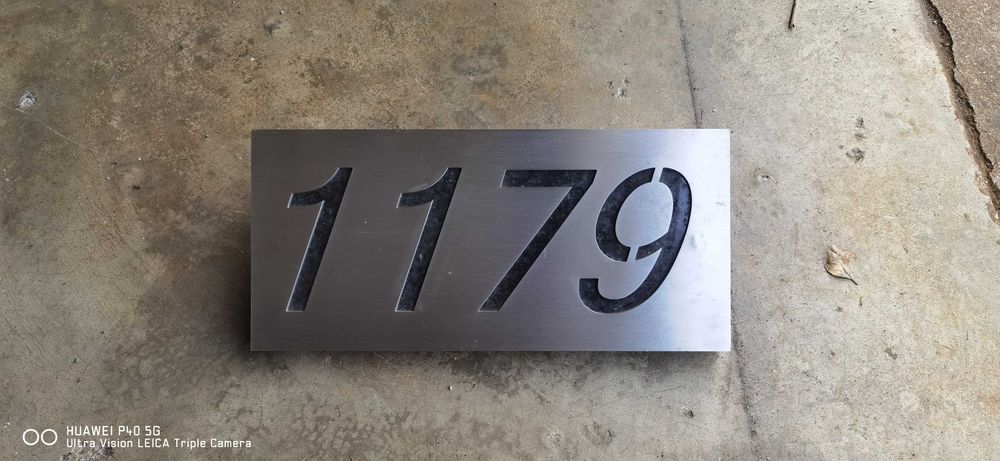 1179
HUAWEI P40 5G
Ultra Vision LEICA Triple Camera